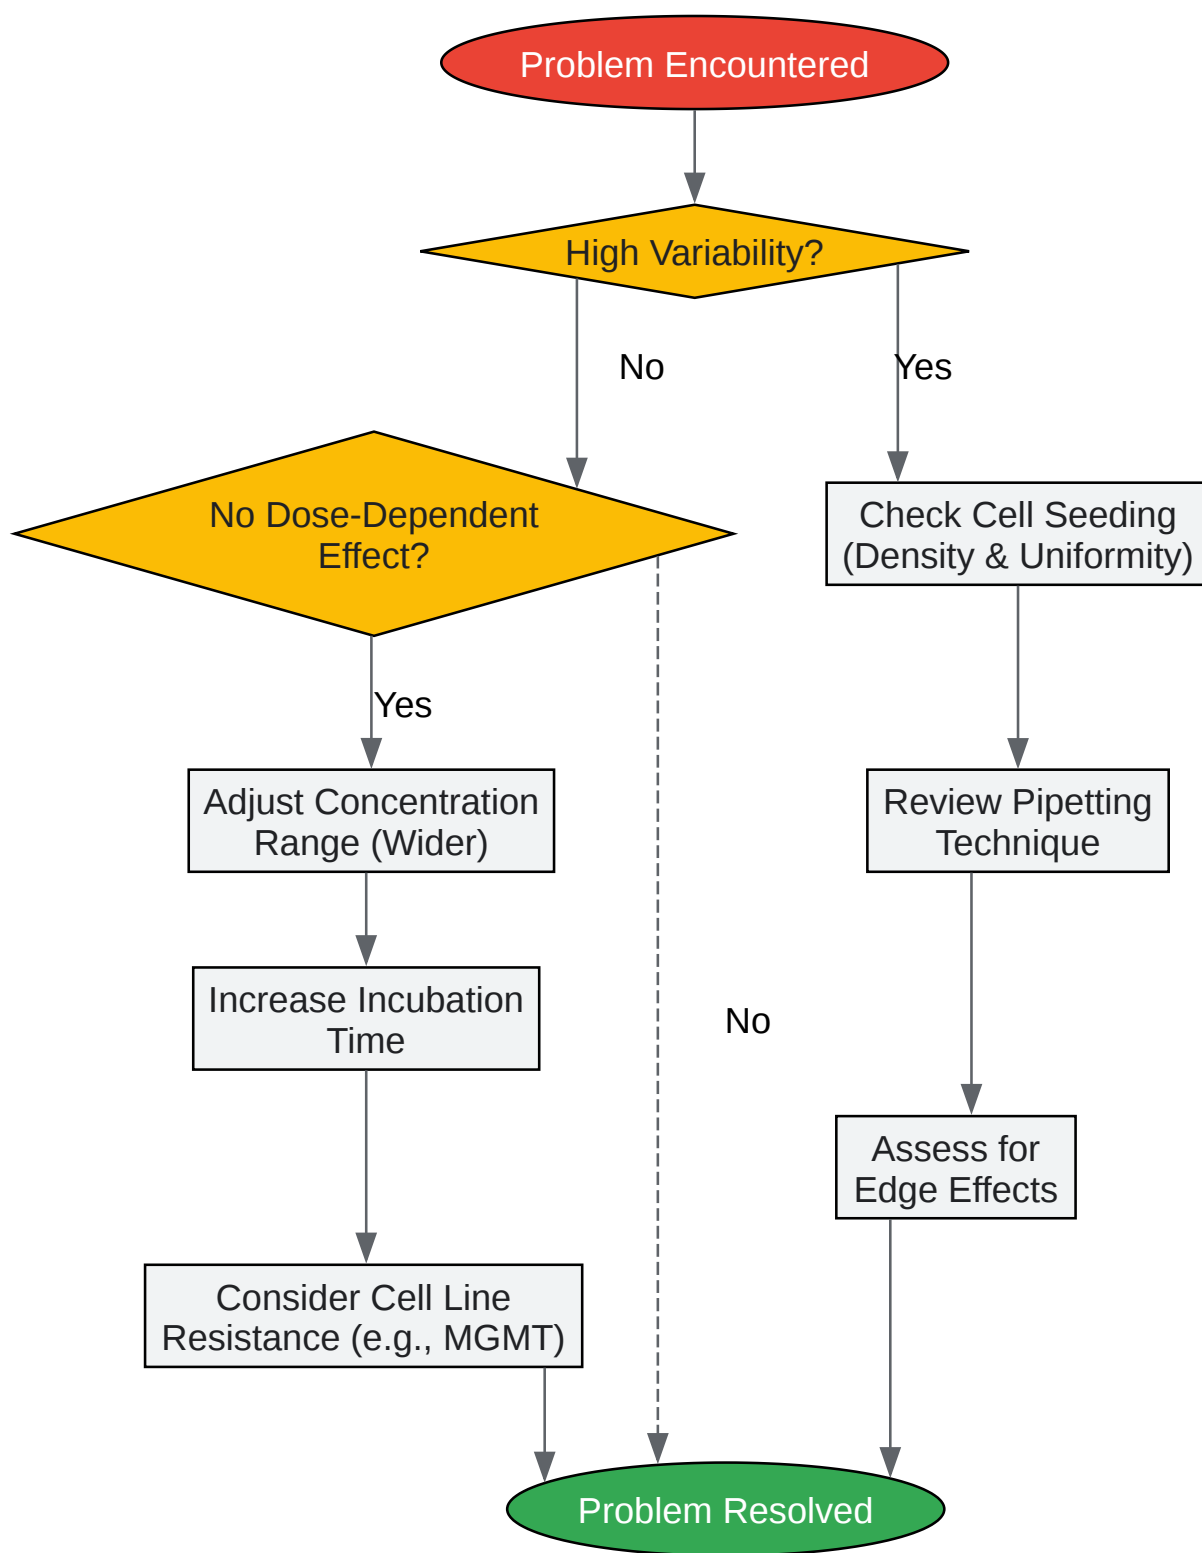 Problem Encountered
High Variability?
No
Yes
No Dose-Dependent
Effect?
Check Cell Seeding
(Density & Uniformity)
Yes
Adjust Concentration
Range (Wider)
Review Pipetting
Technique
Increase Incubation
Time
No
Assess for
Edge Effects
Consider Cell Line
Resistance (e.g., MGMT)
Problem Resolved